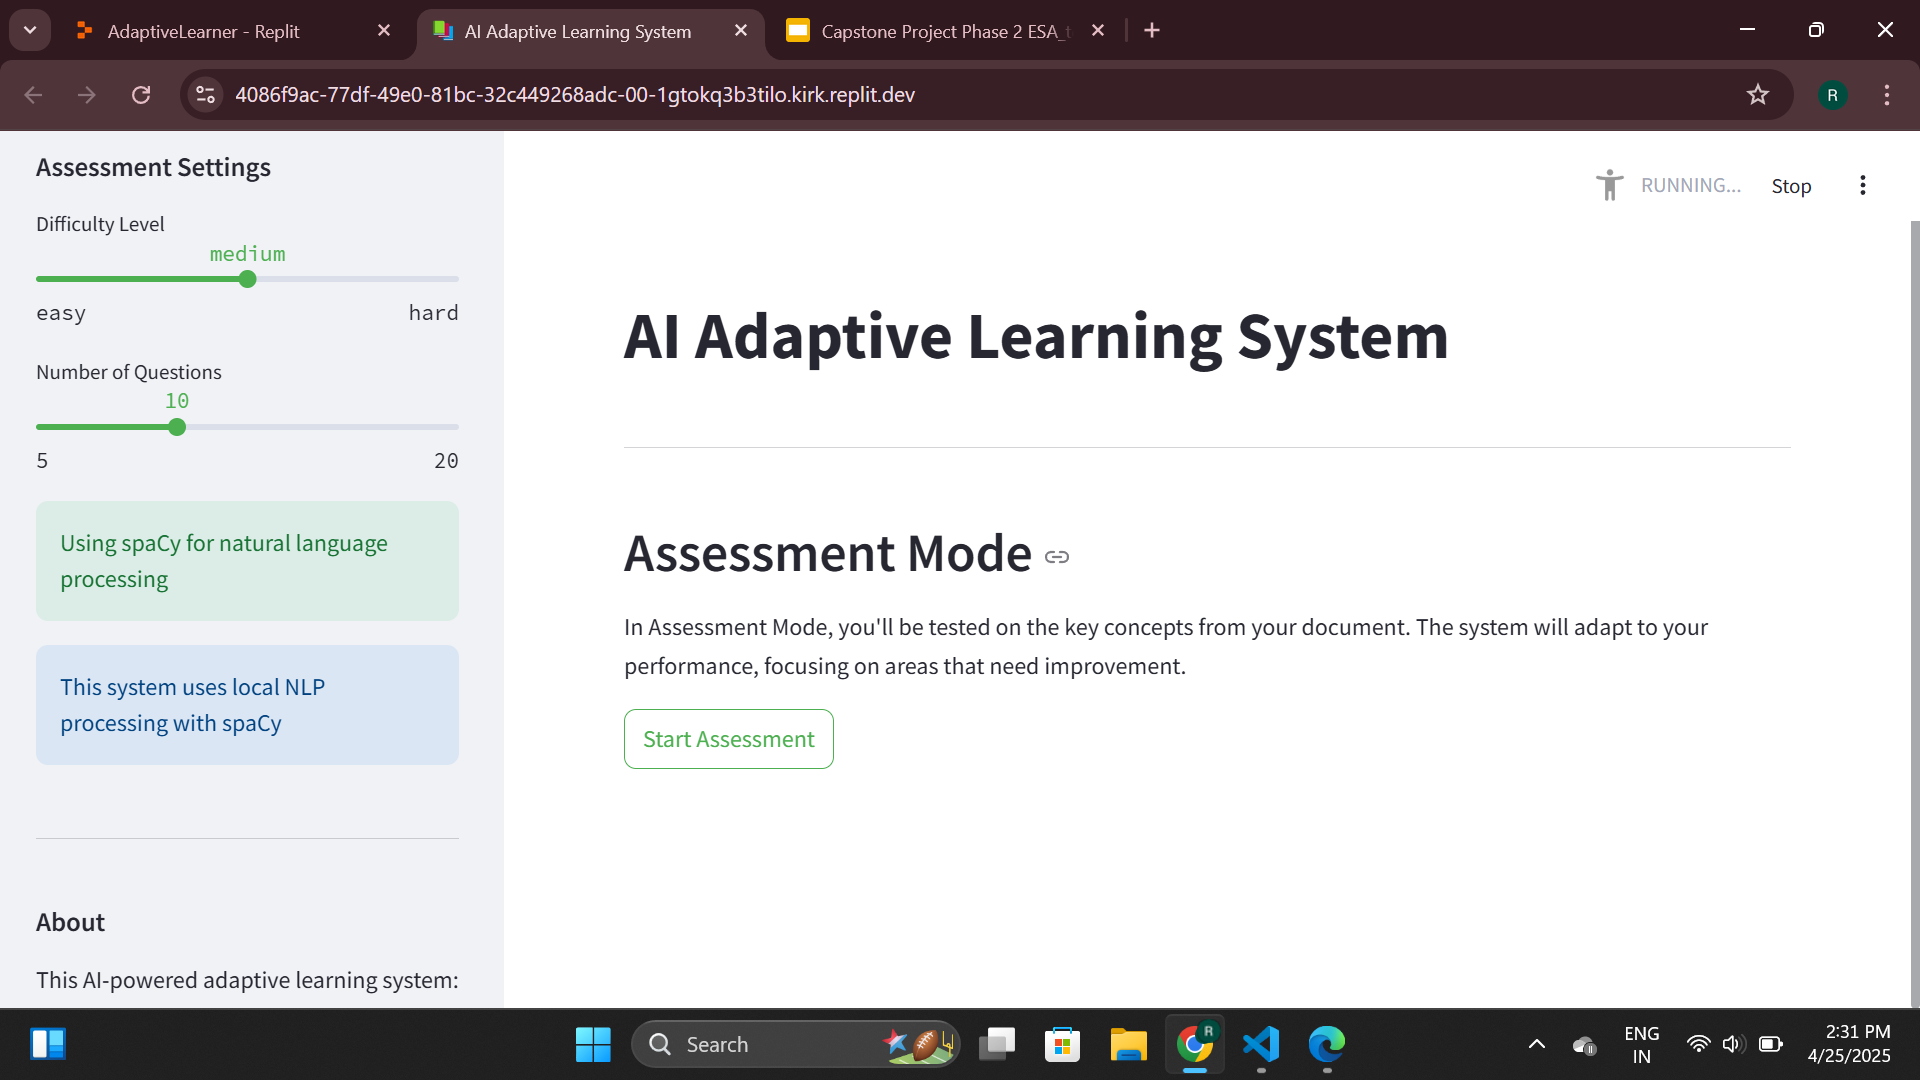 AdaptiveLearner - Replit
AI Adaptive Learning System
Capstone Project Phase 2 ESA_t
4086f9ac-77df-49e0-81bc-32c449268adc-00-1gtokq3b3tilo.kirk.replit.dev
R
Assessment Settings
Difficulty Level
medium
easy hard
Number of Questions
10
5 20
Using spaCy for natural language
processing
This system uses local NLP
processing with spaCy
About
This AI-powered adaptive learning system:
RUNNING... Stop
AI Adaptive Learning System
Assessment Mode
In Assessment Mode, you'll be tested on the key concepts from your document. The system will adapt to your
performance, focusing on areas that need improvement.
Start Assessment
Search
R
ENG
IN
2:31 PM
4/25/2025